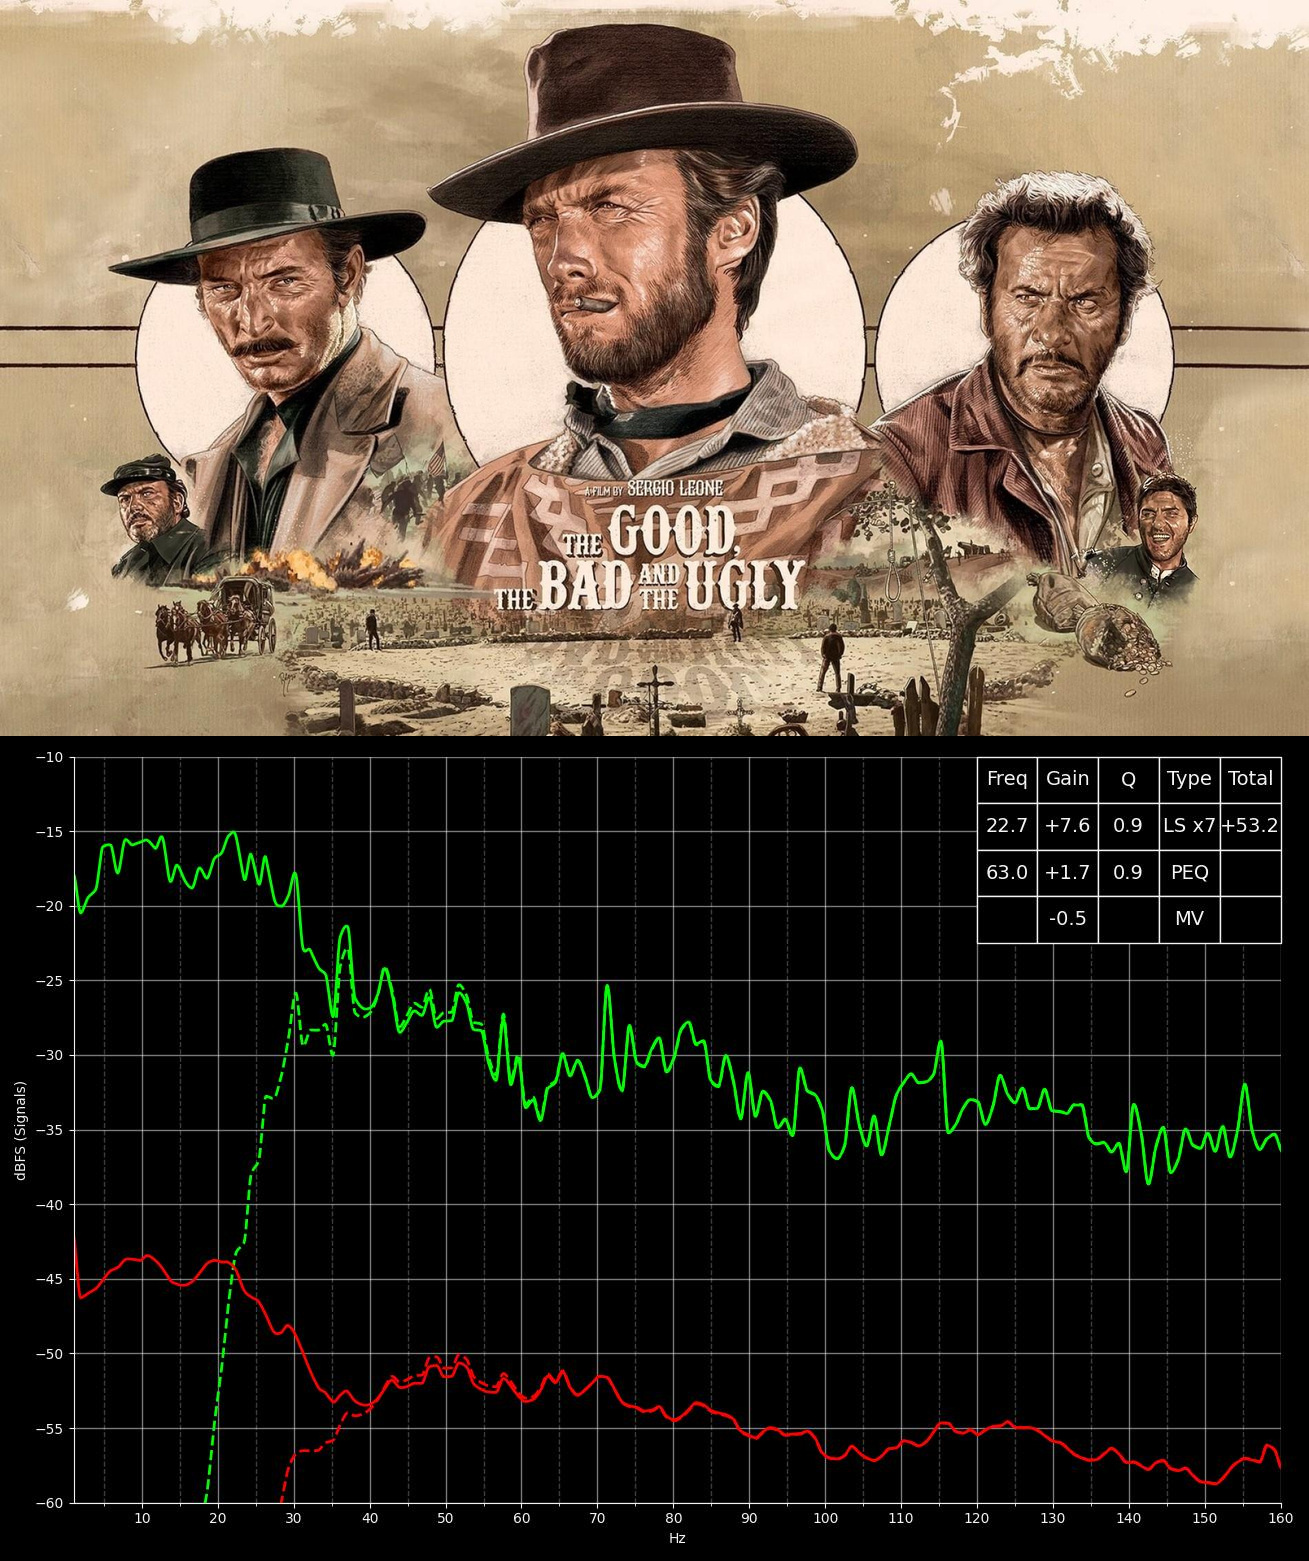 A FILM BY SERGIO LEONE
THE GOOD,
THE BAD AND THE UGLY
Freq Gain Q Type Total
22.7 +7.6 0.9 LS x7 +53.2
63.0 +1.7 0.9 PEQ
-0.5 MV
−10
−15
−20
−25
−30
−35
−40
−45
−50
−55
−60
dBFS (Signals)
10 20 30 40 50 60 70 80 90 100 110 120 130 140 150 160
Hz